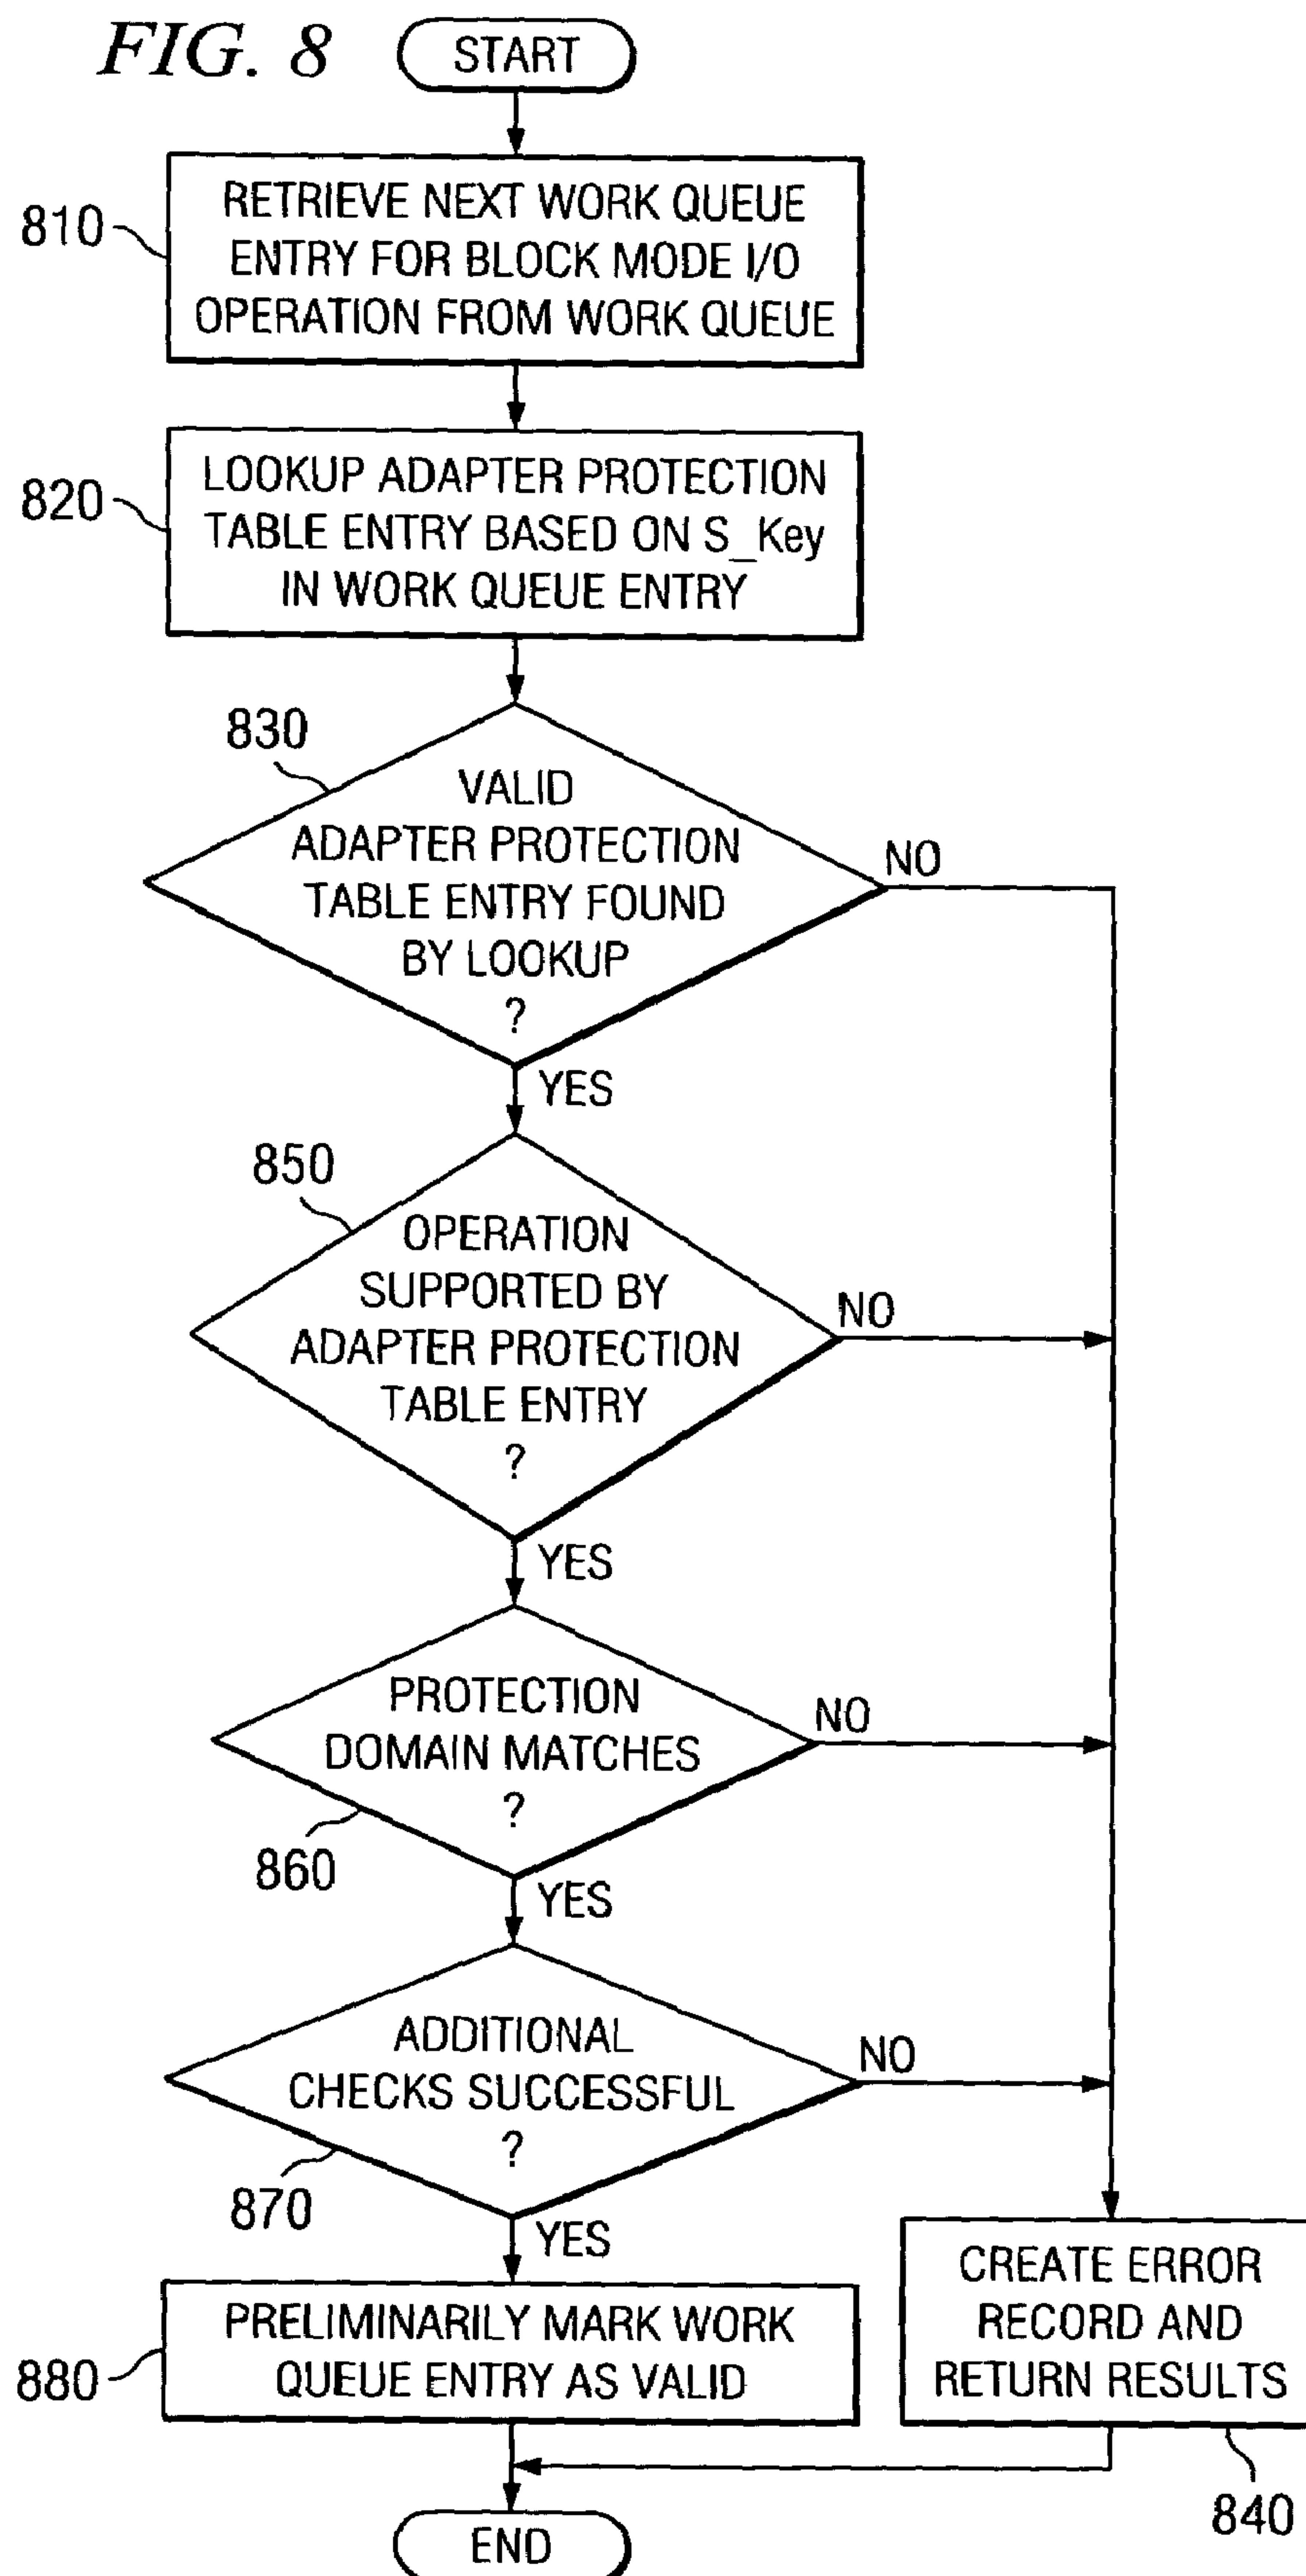 FIG. 8
START
810
RETRIEVE NEXT WORK QUEUE
ENTRY FOR BLOCK MODE I/O
OPERATION FROM WORK QUEUE
820
LOOKUP ADAPTER PROTECTION
TABLE ENTRY BASED ON S_Key
IN WORK QUEUE ENTRY
830
VALID
ADAPTER PROTECTION
TABLE ENTRY FOUND
BY LOOKUP
?
NO
YES
850
OPERATION
SUPPORTED BY
ADAPTER PROTECTION
TABLE ENTRY
?
NO
YES
PROTECTION
DOMAIN MATCHES
?
NO
860
YES
ADDITIONAL
CHECKS SUCCESSFUL
?
NO
870
YES
880
PRELIMINARILY MARK WORK
QUEUE ENTRY AS VALID
CREATE ERROR
RECORD AND
RETURN RESULTS
840
END